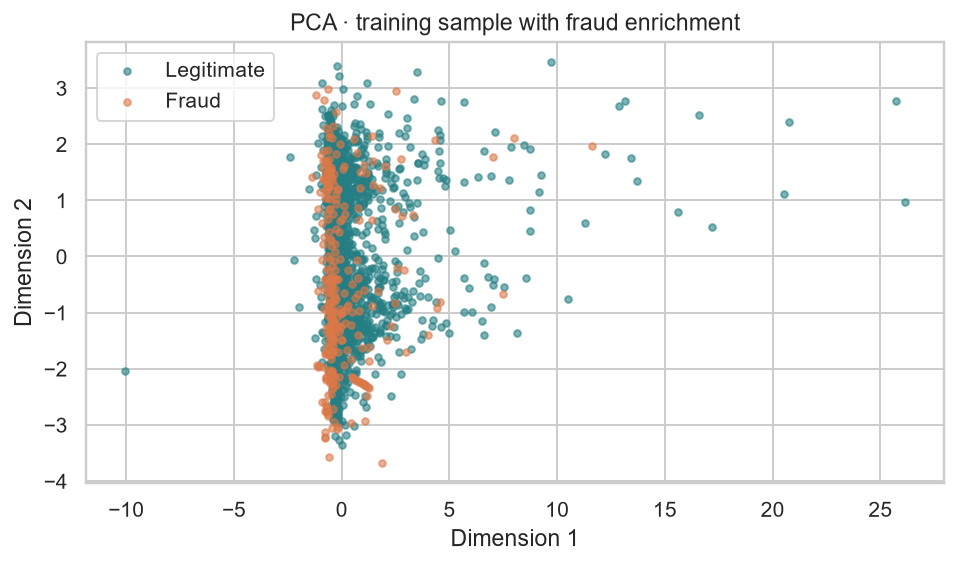 PCA · training sample with fraud enrichment
Legitimate
Fraud
3
2
1
0
−1
−2
−3
−4
Dimension 2
−10 −5 0 5 10 15 20 25
Dimension 1